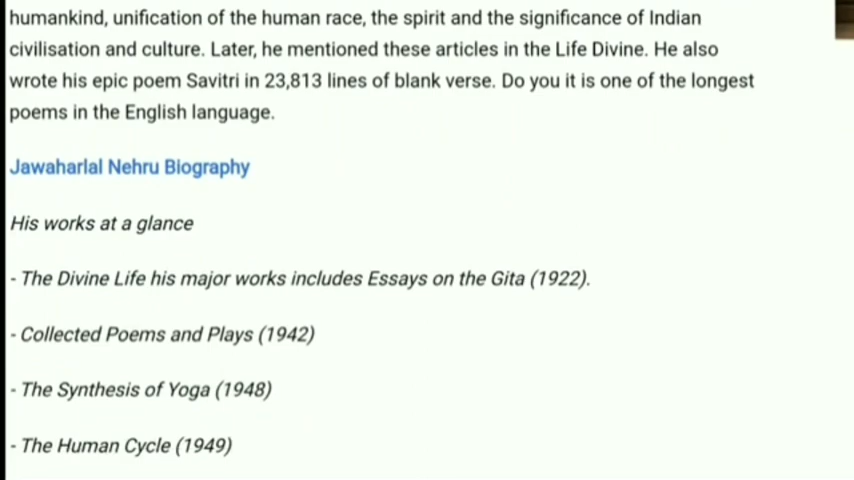 humankind, unification of the human race, the spirit and the significance of Indian
civilisation and culture. Later, he mentioned these articles in the Life Divine. He also
wrote his epic poem Savitri in 23,813 lines of blank verse. Do you it is one of the longest
poems in the English language.
Jawaharlal Nehru Biography
His works at a glance
- The Divine Life his major works includes Essays on the Gita (1922).
- Collected Poems and Plays (1942)
- The Synthesis of Yoga (1948)
- The Human Cycle (1949)